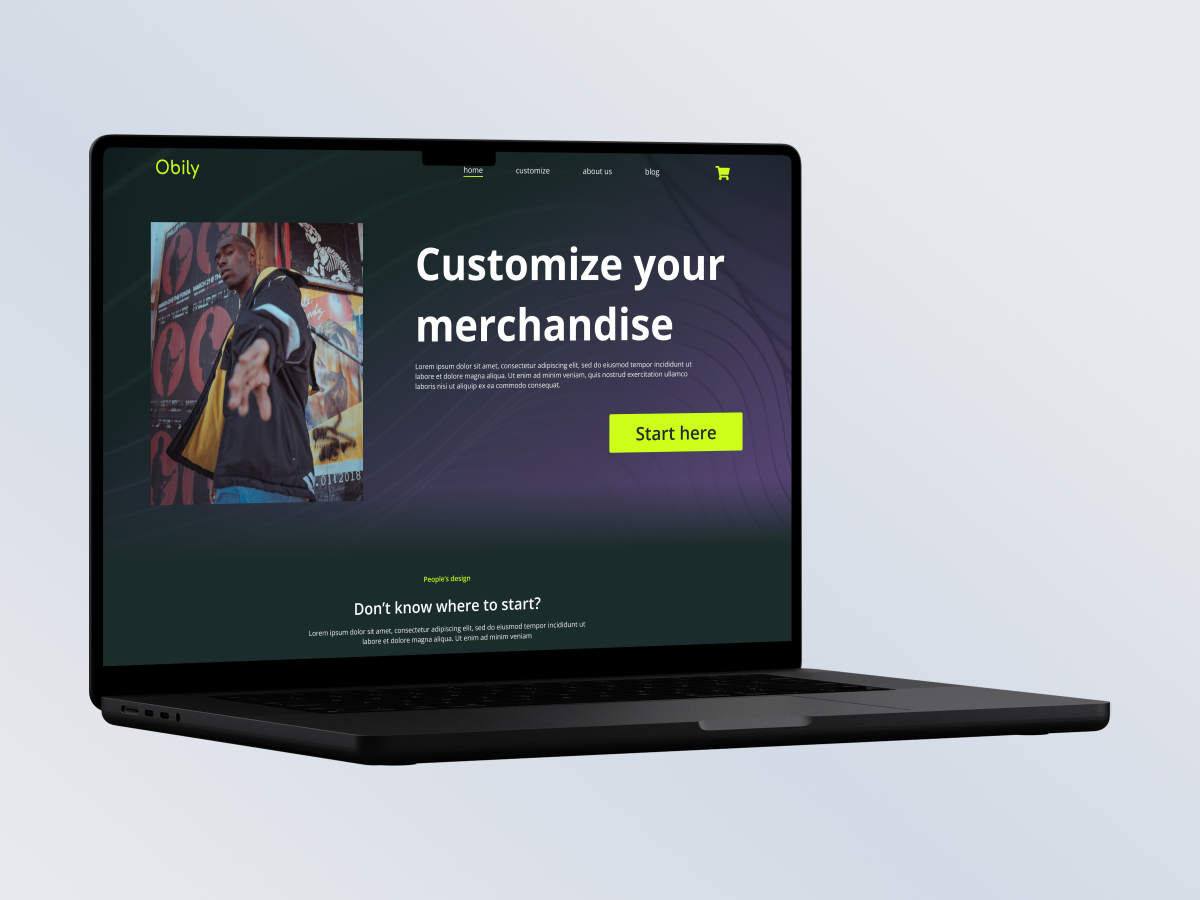 Obily
home customize about us blog
Customize your
merchandise
Lorem ipsum dolor sit amet, consectetur adipiscing elit, sed do eiusmod tempor incididunt ut
labore et dolore magna aliqua. Ut enim ad minim veniam, quis nostrud exercitation ullamco
laboris nisi ut aliquip ex ea commodo consequat.
Start here
People's design
Don't know where to start?
Lorem ipsum dolor sit amet, consectetur adipiscing elit, sed do eiusmod tempor incididunt ut
labore et dolore magna aliqua. Ut enim ad minim veniam